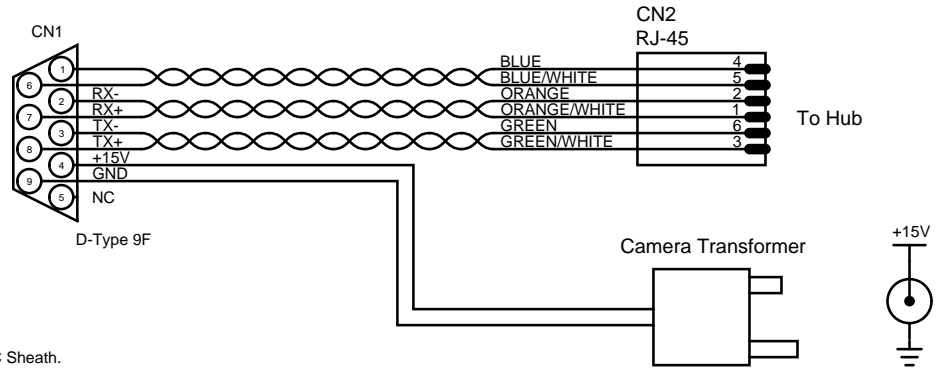 CN2
RJ-45
CN1
1 BLUE 4
6 BLUE/WHITE 5
2 RX- ORANGE 2
7 RX+ ORANGE/WHITE 1
3 TX- GREEN 6
8 TX+ GREEN/WHITE 3
4 +15V
9 GND
5 NC
To Hub
D-Type 9F
Camera Transformer
+15V
Sheath.